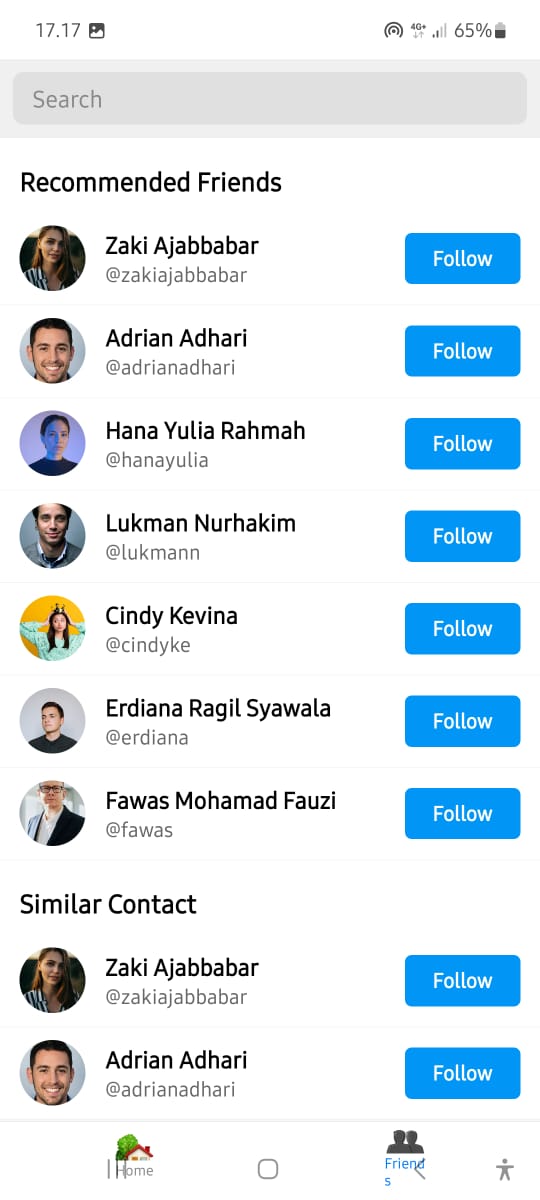 17.17
4G+
65%
Search
Recommended Friends
Zaki Ajabbabar
@zakiajabbabar
Follow
Adrian Adhari
@adrianadhari
Follow
Hana Yulia Rahmah
@hanayulia
Follow
Lukman Nurhakim
@lukmann
Follow
Cindy Kevina
@cindyke
Follow
Erdiana Ragil Syawala
@erdiana
Follow
Fawas Mohamad Fauzi
@fawas
Follow
Similar Contact
Zaki Ajabbabar
@zakiajabbabar
Follow
Adrian Adhari
@adrianadhari
Follow
Home
Friend
s